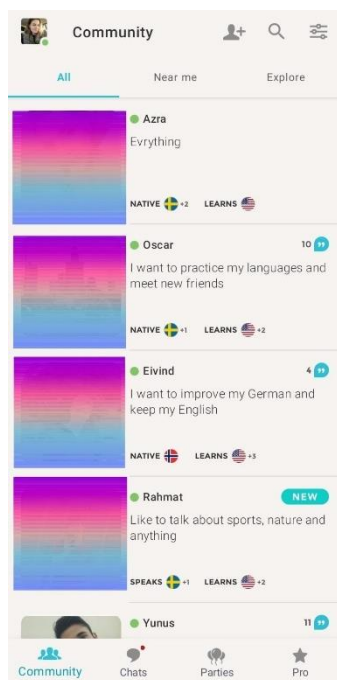 Community
All
Near me
Explore
Azra
Evrything
NATIVE +2 LEARNS
Oscar
10
I want to practice my languages and
meet new friends
NATIVE +1 LEARNS +2
Eivind
4
I want to improve my German and
keep my English
NATIVE LEARNS +3
Rahmat
NEW
Like to talk about sports, nature and
anything
SPEAKS +1 LEARNS +2
Yunus
11
Community
Chats
Parties
Pro